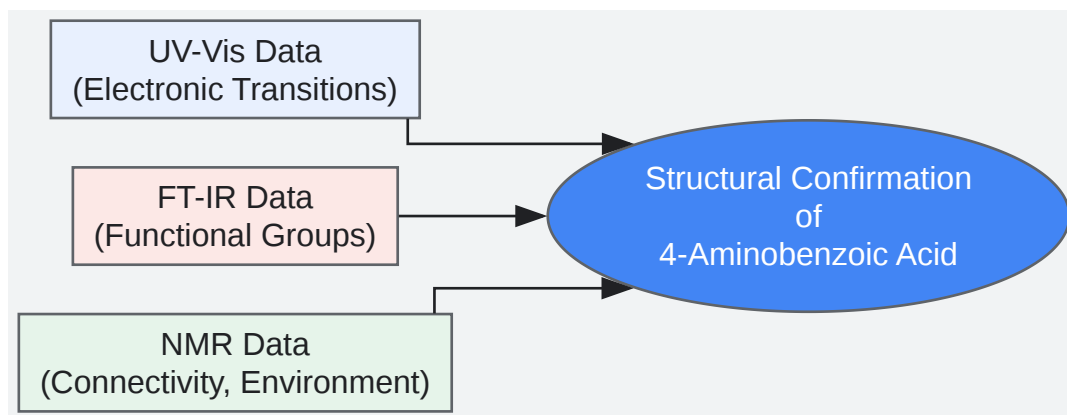 UV-Vis Data
(Electronic Transitions)
FT-IR Data
(Functional Groups)
NMR Data
(Connectivity, Environment)
Structural Confirmation
of
4-Aminobenzoic Acid